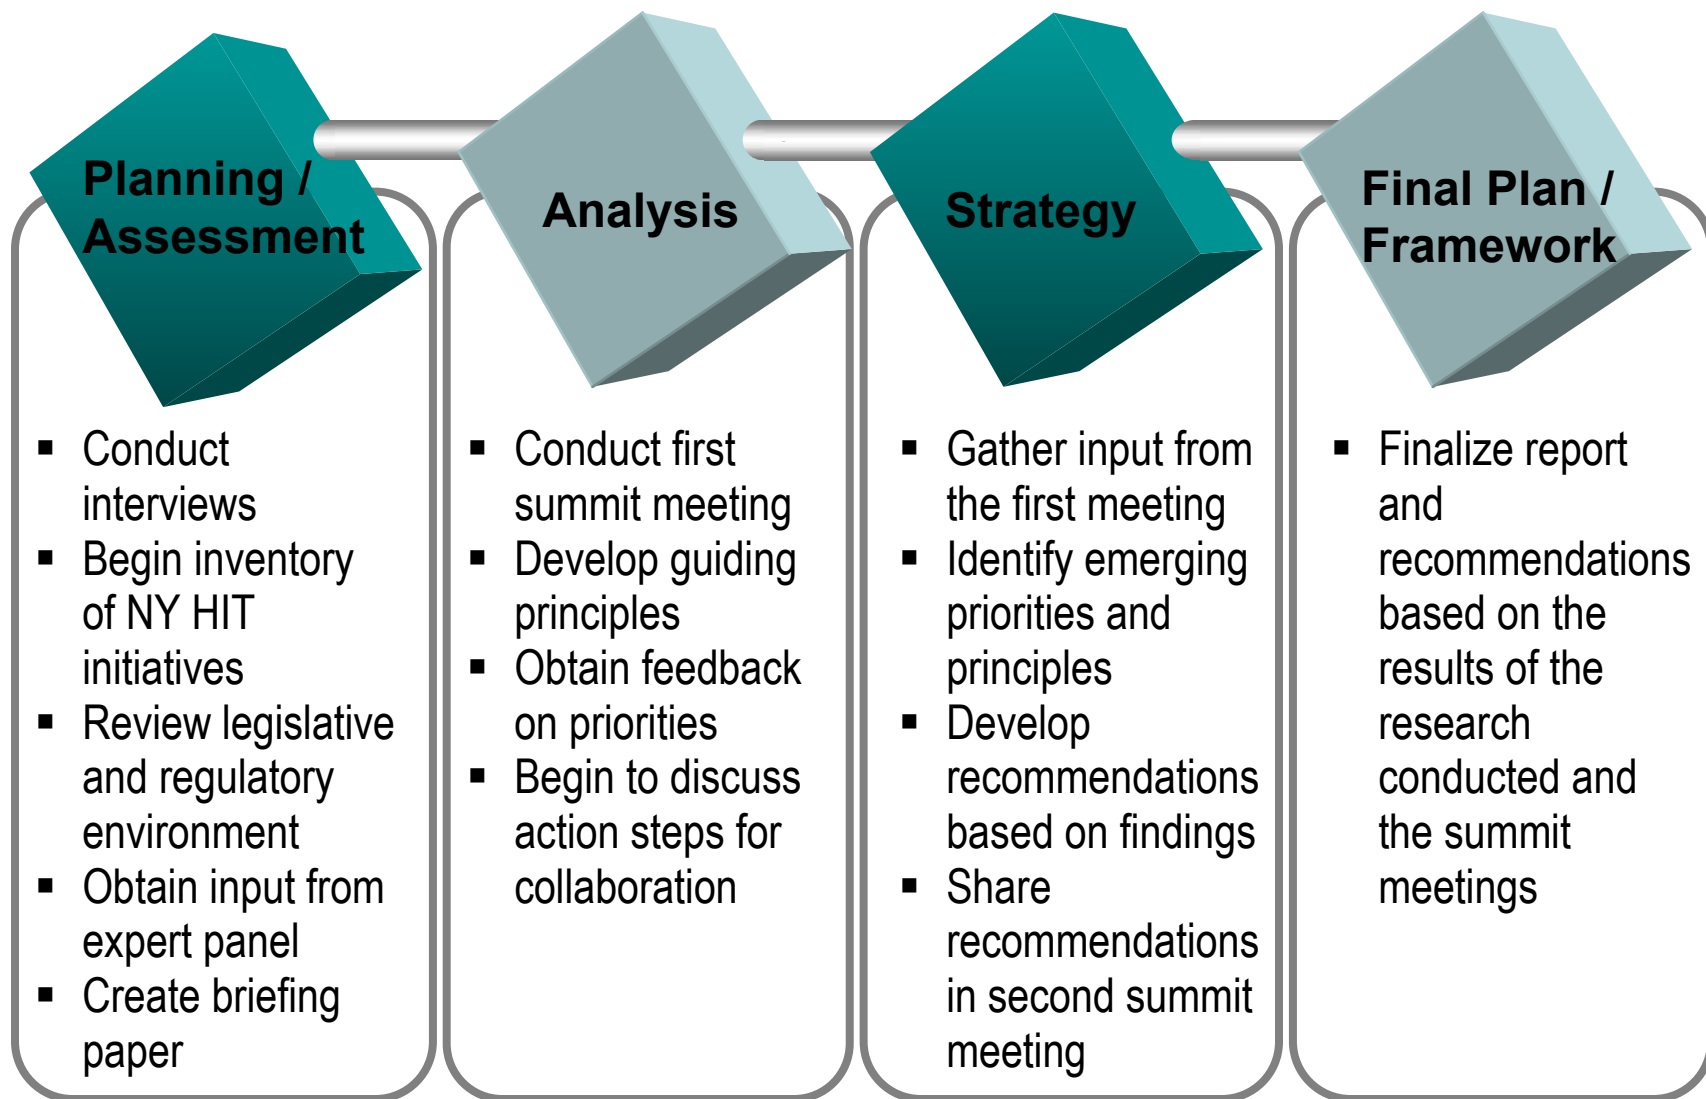 Planning /
Assessment
■ Conduct
interviews
■ Begin inventory
of NY HIT
initiatives
■ Review legislative
and regulatory
environment
■ Obtain input from
expert panel
■ Create briefing
paper
Analysis
■ Conduct first
summit meeting
■ Develop guiding
principles
■ Obtain feedback
on priorities
■ Begin to discuss
action steps for
collaboration
Strategy
■ Gather input from
the first meeting
■ Identify emerging
priorities and
principles
■ Develop
recommendations
based on findings
■ Share
recommendations
in second summit
meeting
Final Plan /
Framework
■ Finalize report
and
recommendations
based on the
results of the
research
conducted and
the summit
meetings